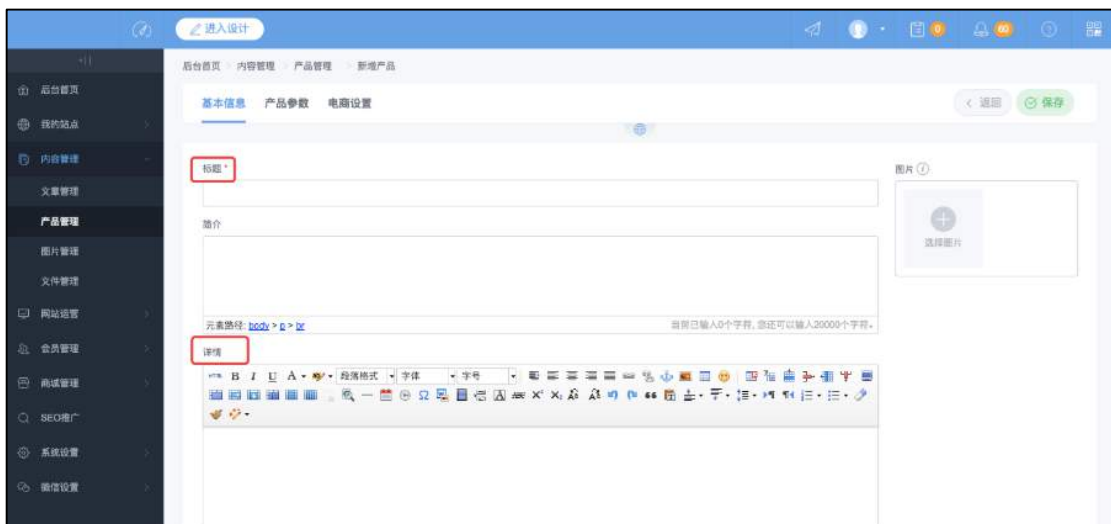 进入设计
0
60
后台首页
我的站点
内容管理
文章管理
产品管理
图片管理
文件管理
网站运营
会员管理
商城管理
SEO推广
系统设置
微信设置
后台首页 内容管理 产品管理 新增产品
基本信息 产品参数 电商设置
返回 保存
标题*
简介
元素路径: body > p > br
当前已输入0个字符, 您还可以输入20000个字符。
详情
HTML B I U A 段落格式 字体 字号
图片
选择图片